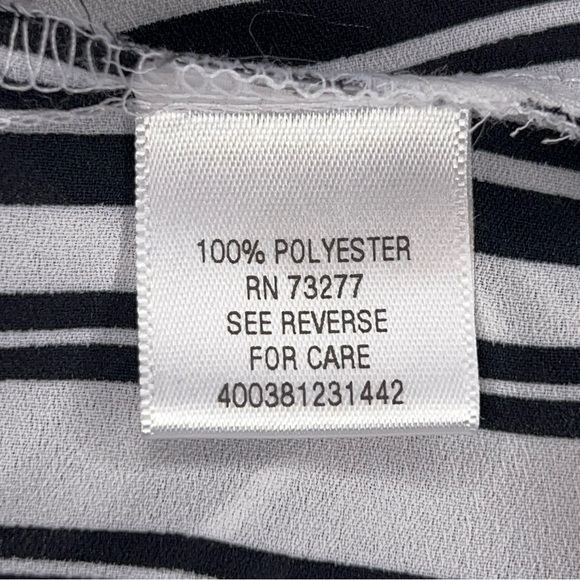 100% POLYESTER
RN 73277
SEE REVERSE
FOR CARE
400381231442